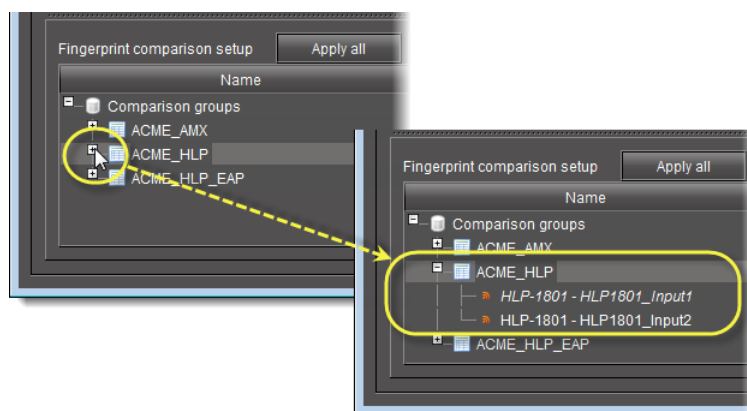 Fingerprint comparison setup Apply all
Name
Comparison groups
ACME_AMX
ACME_HLP
ACME_HLP_EAP
Fingerprint comparison setup Apply all
Name
Comparison groups
ACME_AMX
ACME_HLP
HLP-1801 - HLP1801_Input1
HLP-1801 - HLP1801_Input2
ACME_HLP_EAP